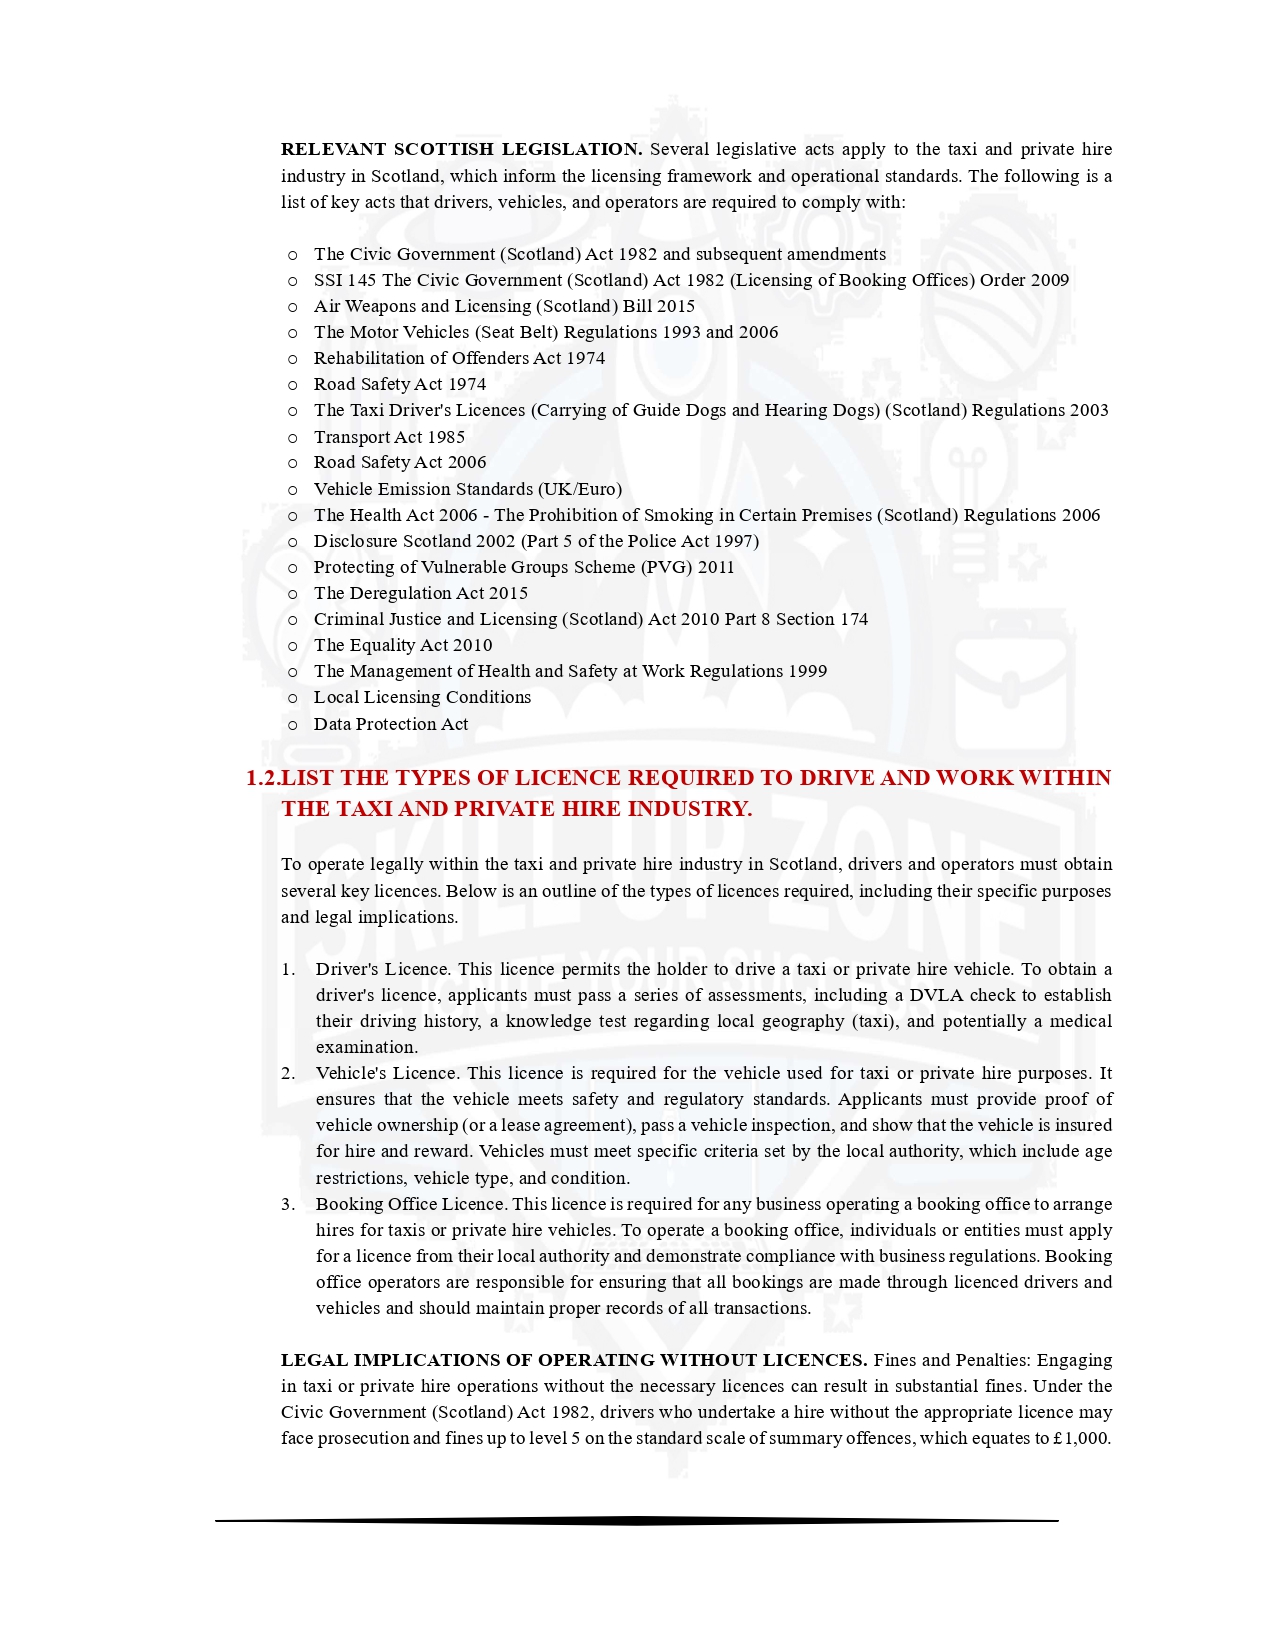 RELEVANT SCOTTISH LEGISLATION. Several legislative acts apply to the taxi and private hire
industry in Scotland, which inform the licensing framework and operational standards. The following is a
list of key acts that drivers, vehicles, and operators are required to comply with:
o The Civic Government (Scotland) Act 1982 and subsequent amendments
o SSI 145 The Civic Government (Scotland) Act 1982 (Licensing of Booking Offices) Order 2009
o Air Weapons and Licensing (Scotland) Bill 2015
o The Motor Vehicles (Seat Belt) Regulations 1993 and 2006
o Rehabilitation of Offenders Act 1974
o Road Safety Act 1974
o The Taxi Driver's Licences (Carrying of Guide Dogs and Hearing Dogs) (Scotland) Regulations 2003
o Transport Act 1985
o Road Safety Act 2006
o Vehicle Emission Standards (UK/Euro)
o The Health Act 2006 - The Prohibition of Smoking in Certain Premises (Scotland) Regulations 2006
o Disclosure Scotland 2002 (Part 5 of the Police Act 1997)
o Protecting of Vulnerable Groups Scheme (PVG) 2011
o The Deregulation Act 2015
o Criminal Justice and Licensing (Scotland) Act 2010 Part 8 Section 174
o The Equality Act 2010
o The Management of Health and Safety at Work Regulations 1999
o Local Licensing Conditions
o Data Protection Act
1.2.LIST THE TYPES OF LICENCE REQUIRED TO DRIVE AND WORK WITHIN
THE TAXI AND PRIVATE HIRE INDUSTRY.
To operate legally within the taxi and private hire industry in Scotland, drivers and operators must obtain
several key licences. Below is an outline of the types of licences required, including their specific purposes
and legal implications.
SKILL UP ZONE
IGNITE YOUR SUCCESS
1. Driver's Licence. This licence permits the holder to drive a taxi or private hire vehicle. To obtain a
driver's licence, applicants must pass a series of assessments, including a DVLA check to establish
their driving history, a knowledge test regarding local geography (taxi), and potentially a medical
examination.
2. Vehicle's Licence. This licence is required for the vehicle used for taxi or private hire purposes. It
ensures that the vehicle meets safety and regulatory standards. Applicants must provide proof of
vehicle ownership (or a lease agreement), pass a vehicle inspection, and show that the vehicle is insured
for hire and reward. Vehicles must meet specific criteria set by the local authority, which include age
restrictions, vehicle type, and condition.
3. Booking Office Licence. This licence is required for any business operating a booking office to arrange
hires for taxis or private hire vehicles. To operate a booking office, individuals or entities must apply
for a licence from their local authority and demonstrate compliance with business regulations. Booking
office operators are responsible for ensuring that all bookings are made through licenced drivers and
vehicles and should maintain proper records of all transactions.
LEGAL IMPLICATIONS OF OPERATING WITHOUT LICENCES. Fines and Penalties: Engaging
in taxi or private hire operations without the necessary licences can result in substantial fines. Under the
Civic Government (Scotland) Act 1982, drivers who undertake a hire without the appropriate licence may
face prosecution and fines up to level 5 on the standard scale of summary offences, which equates to £1,000.